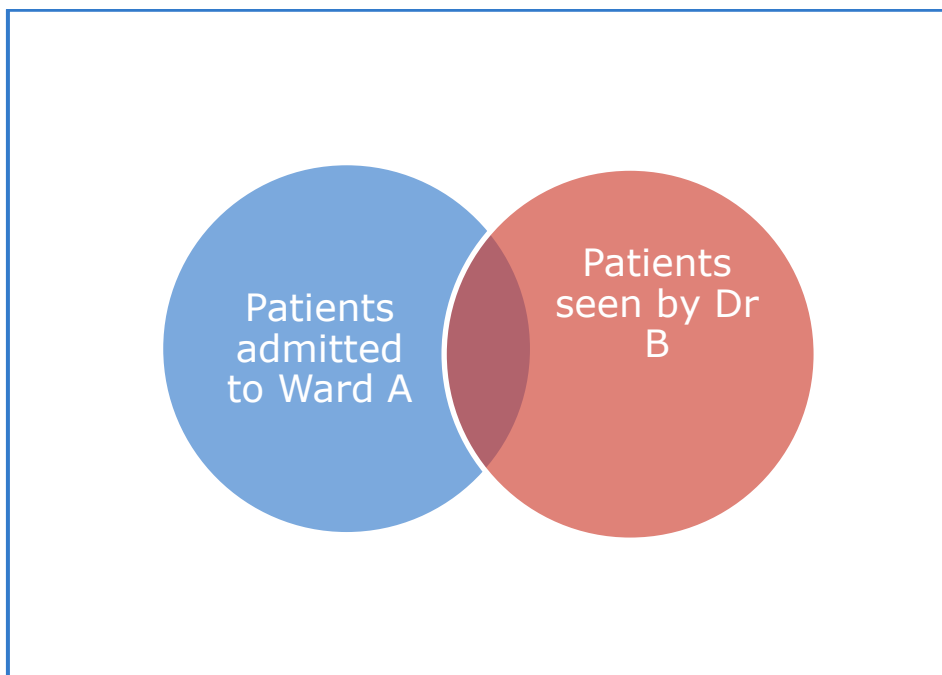 Patients
admitted
to Ward A
Patients
seen by Dr
B